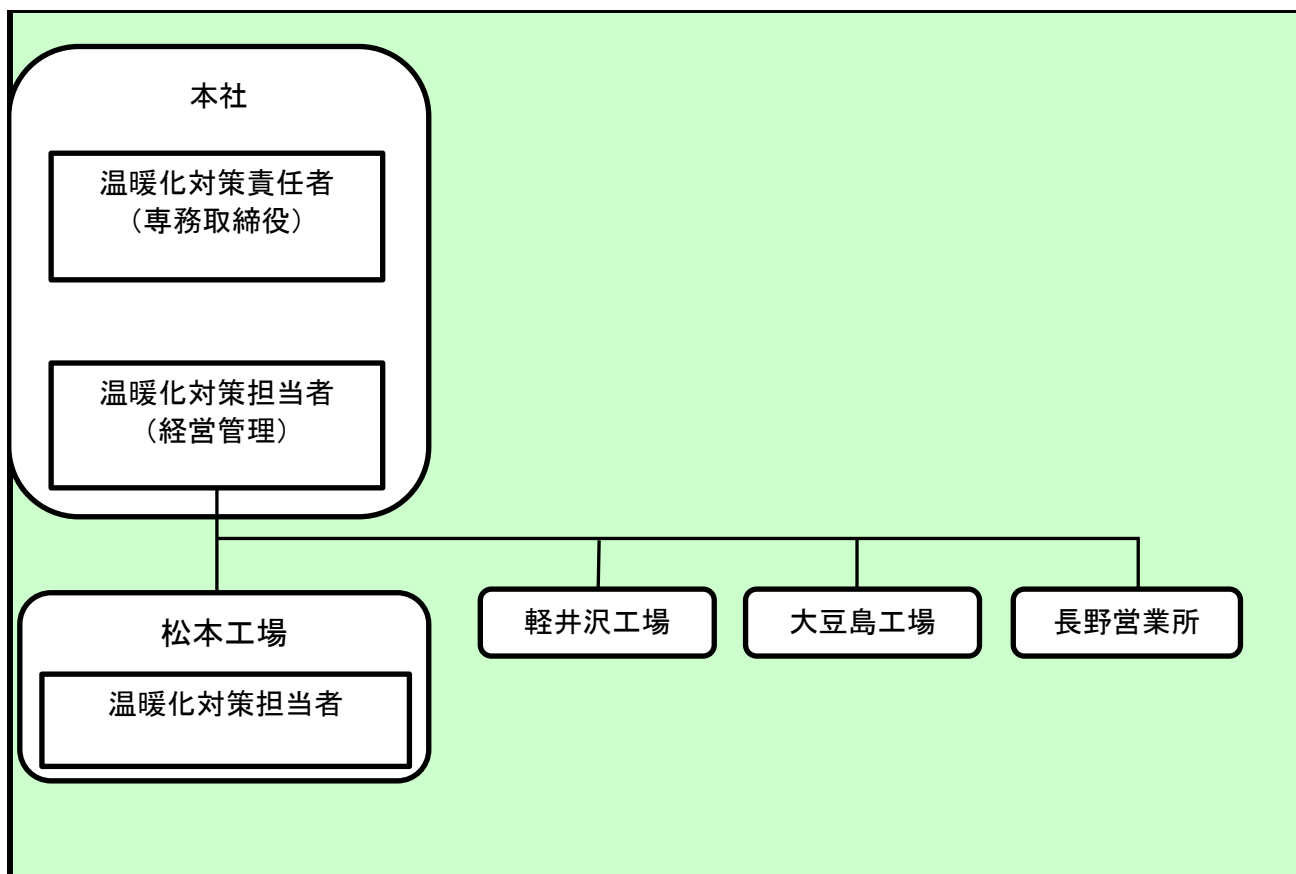 本社
温暖化対策責任者
（専務取締役）
温暖化対策担当者
（経営管理）
松本工場
温暖化対策担当者
軽井沢工場
大豆島工場
長野営業所